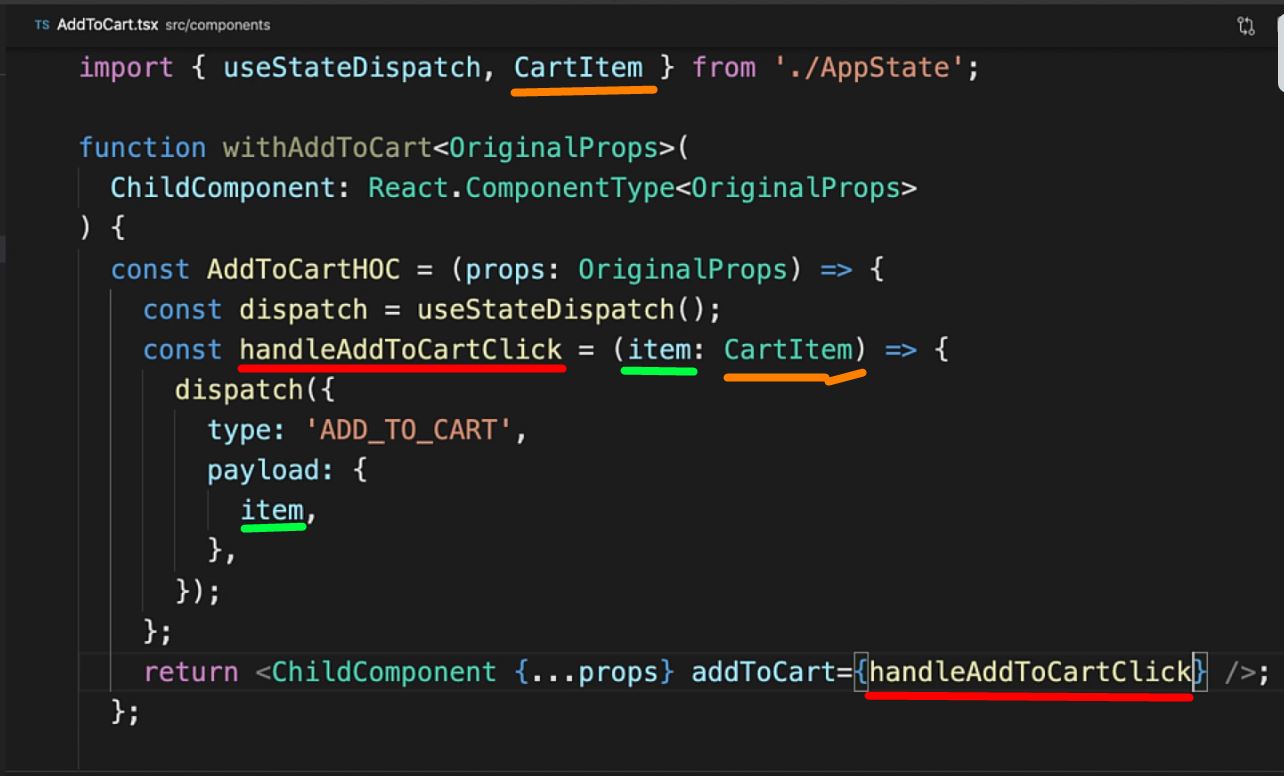 TS AddToCart.tsx src/components
import { useStateDispatch, CartItem } from './AppState';
function withAddToCart<OriginalProps>(
ChildComponent: React.ComponentType<OriginalProps>
) {
const AddToCartHOC = (props: OriginalProps) => {
const dispatch = useStateDispatch();
const handleAddToCartClick = (item: CartItem) => {
dispatch({
type: 'ADD_TO_CART',
payload: {
item,
},
});
};
return <ChildComponent {...props} addToCart={handleAddToCartClick} />;
};